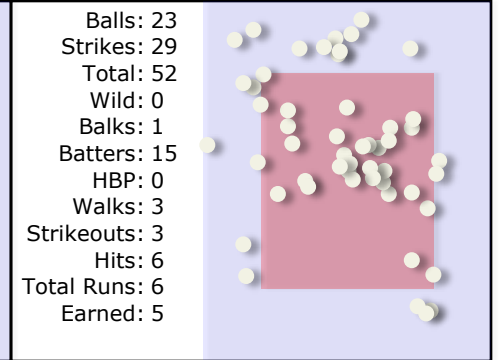 Balls: 23
Strikes: 29
Total: 52
Wild: 0
Balks: 1
Batters: 15
HBP: 0
Walks: 3
Strikeouts: 3
Hits: 6
Total Runs: 6
Earned: 5